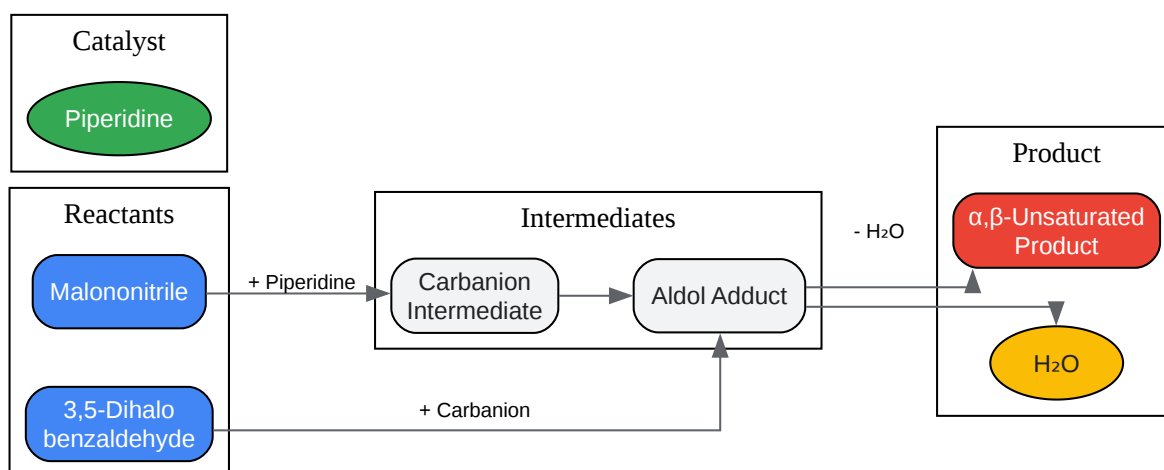 Catalyst
Piperidine
Reactants
Malononitrile
3,5-Dihalo
benzaldehyde
+ Piperidine
+ Carbanion
Intermediates
Carbanion
Intermediate
Aldol Adduct
- H₂O
Product
α,β-Unsaturated
Product
H₂O